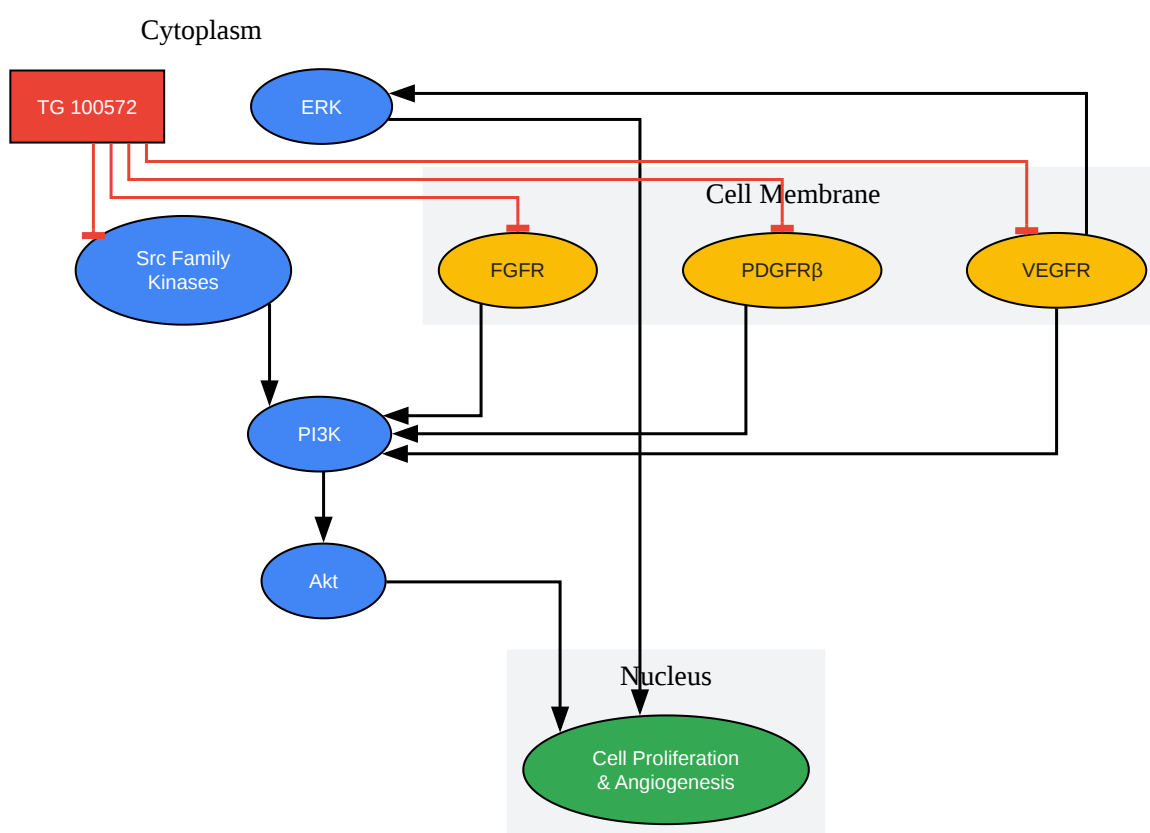 Cytoplasm
TG 100572
ERK
Cell Membrane
Src Family
Kinases
FGFR
PDGFRβ
VEGFR
PI3K
Akt
Nucleus
Cell Proliferation
& Angiogenesis